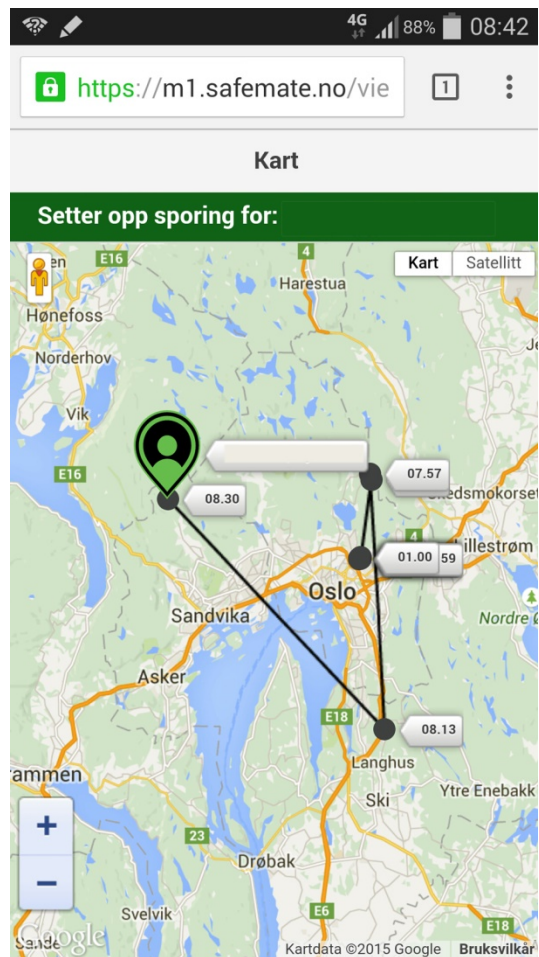 4G 88% 08:42
https://m1.safemate.no/vie 1
Kart
Setter opp sporing for:
E16
4
Kart Satellitt
Harestua
Hønefoss
Norderhov
Vik
E16
07.57
08.30
4
01.00 59
Oslo
Sandvika
Nordre
Asker
E18
08.13
Langhus
Ski
Ytre Enebakk
+
23
−
Drøbak
Svelvik
E6
E18
Google
Kartdata ©2015 Google Bruksvilkår